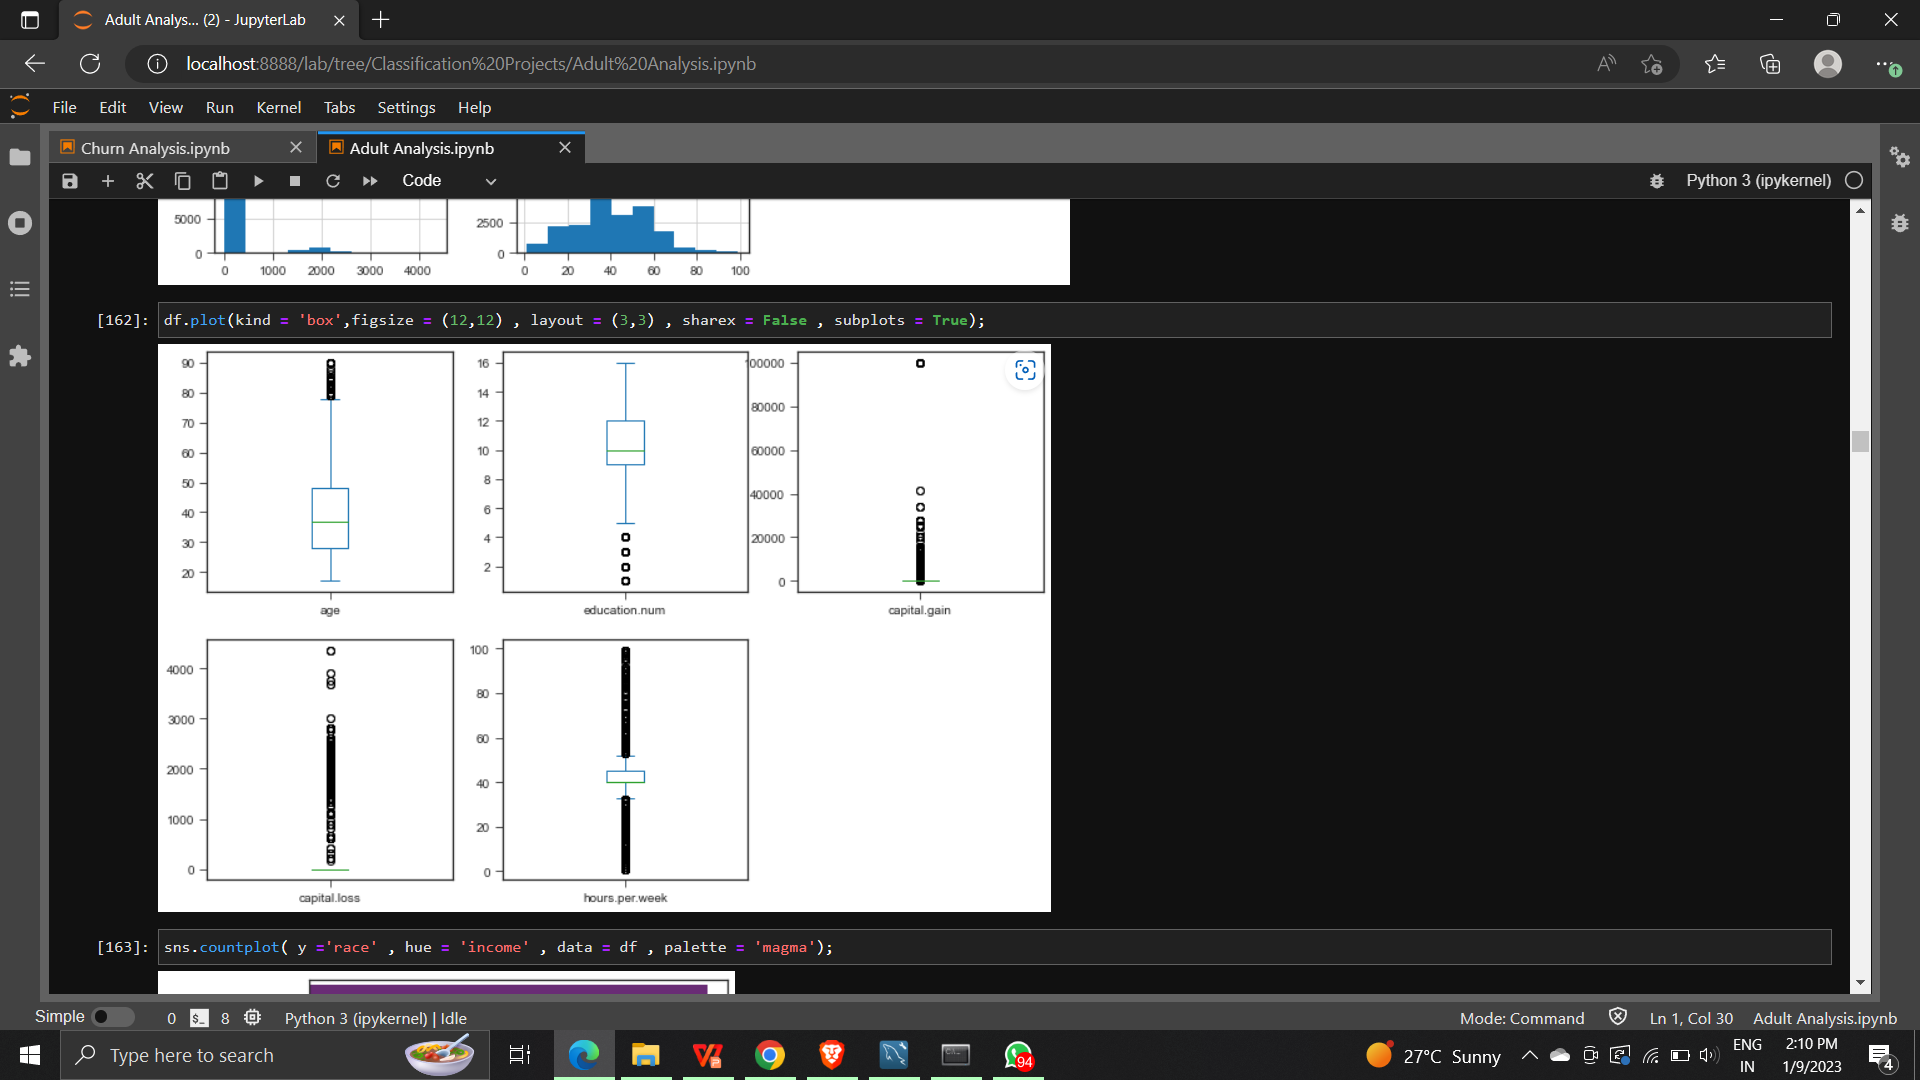 Adult Analys... (2) - JupyterLab
localhost:8888/lab/tree/Classification%20Projects/Adult%20Analysis.ipynb
File Edit View Run Kernel Tabs Settings Help
Churn Analysis.ipynb
Adult Analysis.ipynb
Code
Python 3 (ipykernel)
5000
0
0 1000 2000 3000 4000
2500
0
0 20 40 60 80 100
[162]: df.plot(kind = 'box',figsize = (12,12) , layout = (3,3) , sharex = False , subplots = True);
90
80
70
60
50
40
30
20
age
16
14
12
10
8
6
4
2
education.num
100000
80000
60000
40000
20000
0
capital.gain
4000
3000
2000
1000
0
capital.loss
100
80
60
40
20
0
hours.per.week
[163]: sns.countplot( y ='race' , hue = 'income' , data = df , palette = 'magma');
Simple 0 $_ 8 Python 3 (ipykernel) | Idle
Mode: Command Ln 1, Col 30 Adult Analysis.ipynb
Type here to search
94
27°C Sunny
ENG
IN
2:10 PM
1/9/2023
4